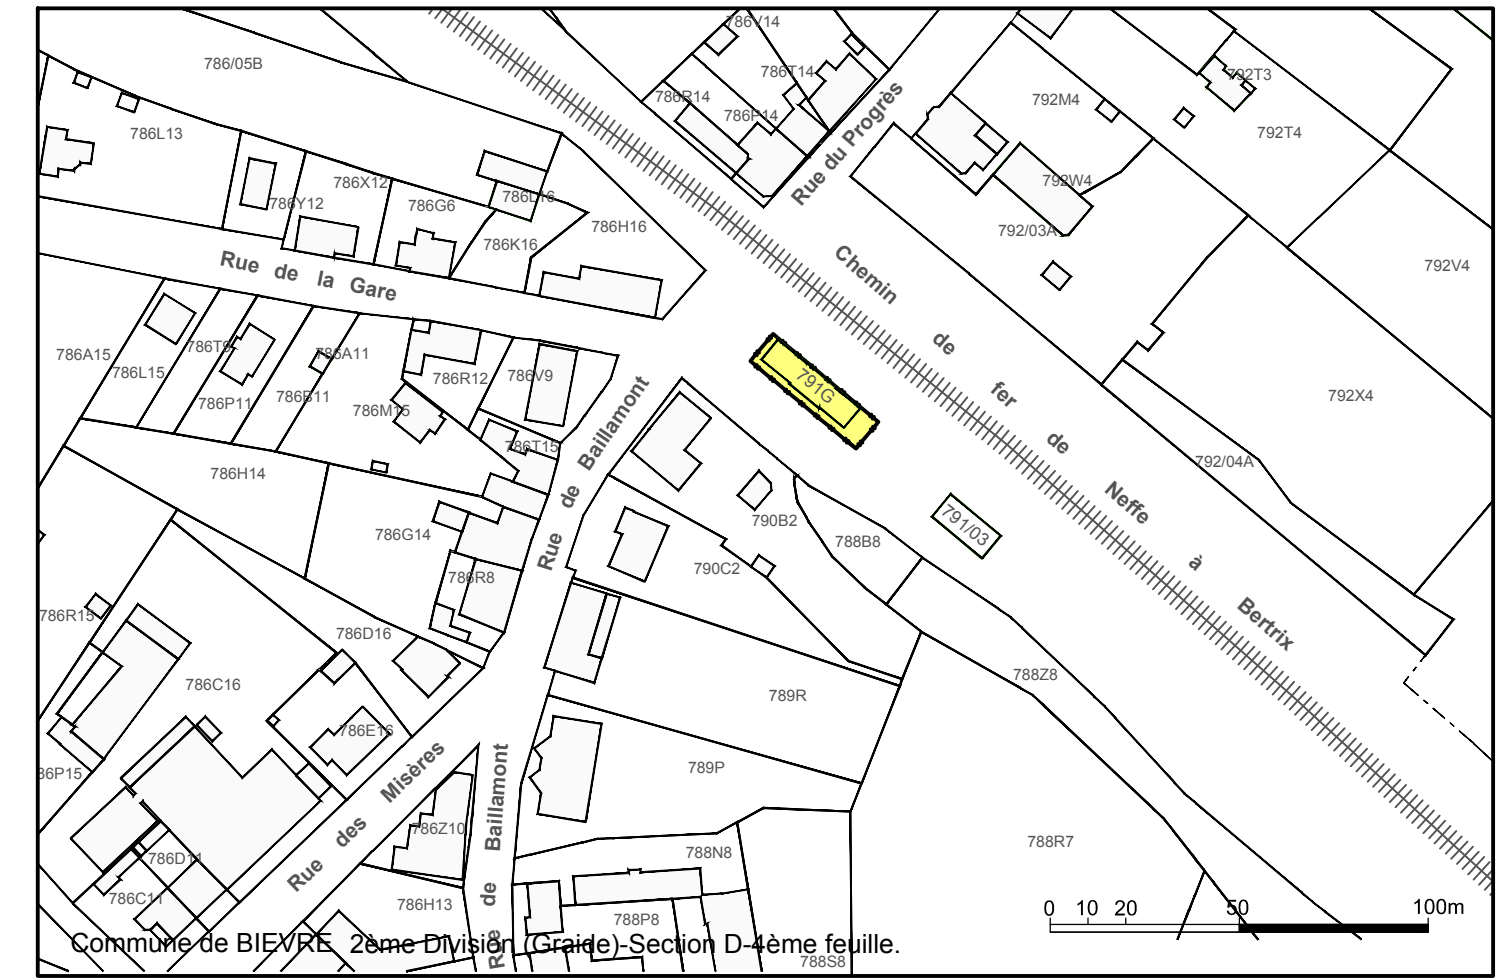 786V14
786/05B
786T14
792T3
786R14
792M4
786P14
786L13
792T4
Rue du Progrès
786X12
792W4
786L16
786Y12
786G6
786H16
792/03A
786K16
792V4
Rue de la Gare
Chemin de fer de Neffe à Bertrix
786T9
786A15
786A11
786L15
786R12
786V9
791G
792X4
786P11
786B11
786M15
Rue de Baillamont
786T15
792/04A
786H14
790B2
791/03
786G14
788B8
790C2
786R8
786R15
786D16
788Z8
786C16
789R
786E16
789P
86P15
Rue des Misères
Rue de Baillamont
786Z10
788R7
786D11
788N8
786C11
786H13
788P8
0 10 20 50 100m
Commune de BIEVRE 2ème Division (Graide)-Section D-4ème feuille.
788S8